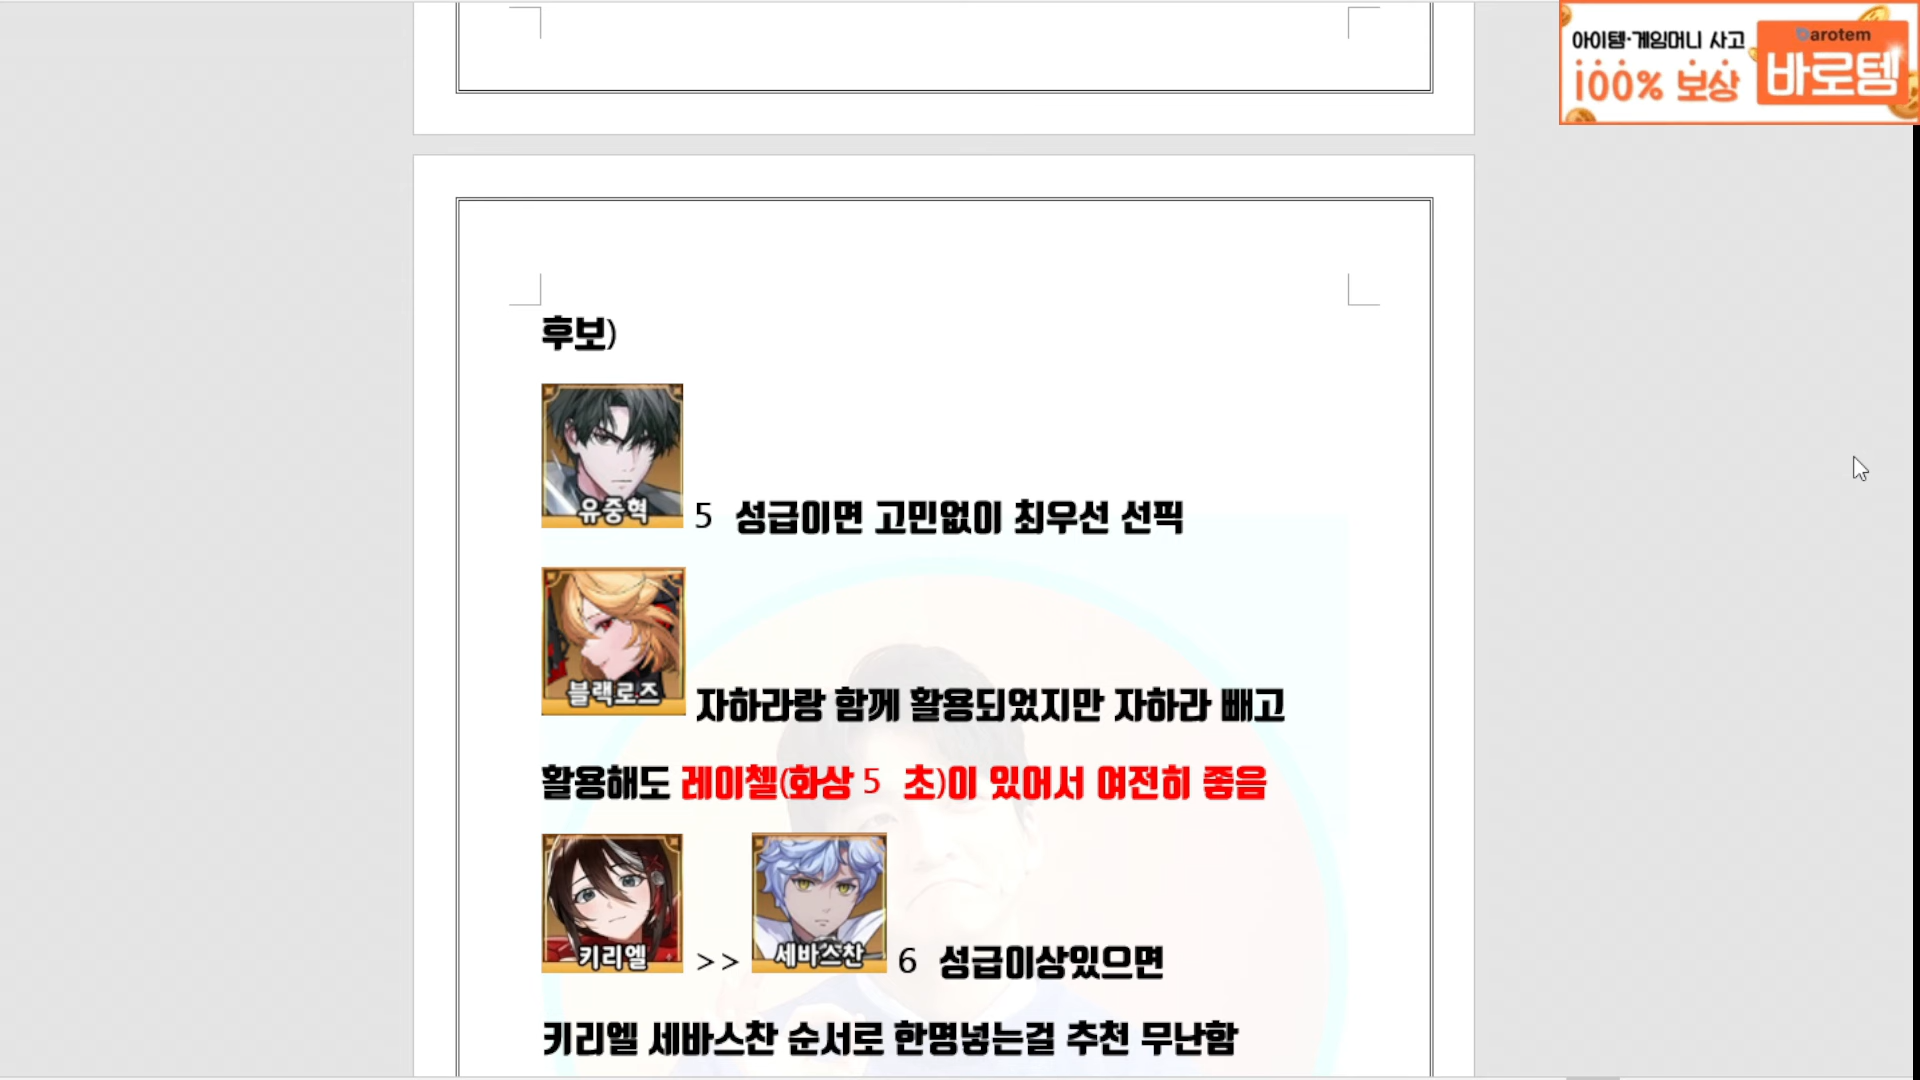 아이템·게임머니 사고
100% 보상
Barotem
바로템
후보)
유중혁
5 성급이면 고민없이 최우선 선픽
블랙로즈
자하라랑 함께 활용되었지만 자하라 빼고
활용해도 레이첼(화상 5 초)이 있어서 여전히 좋음
키리엘
>>
세바스찬
6 성급이상있으면
키리엘 세바스찬 순서로 한명넣는걸 추천 무난함